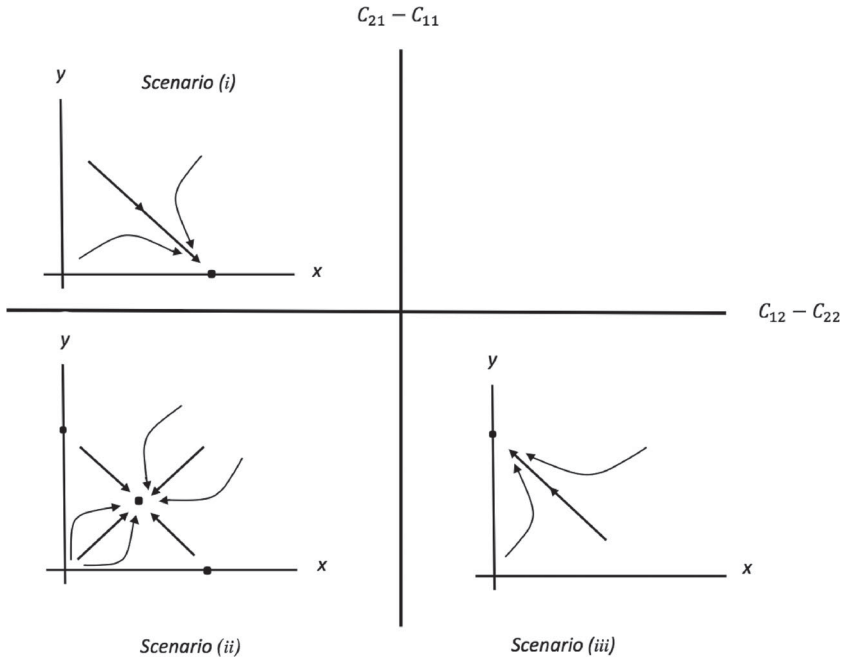 C₂₁ − C₁₁
y
Scenario (i)
x
C₁₂ − C₂₂
y
x
Scenario (ii)
y
x
Scenario (iii)